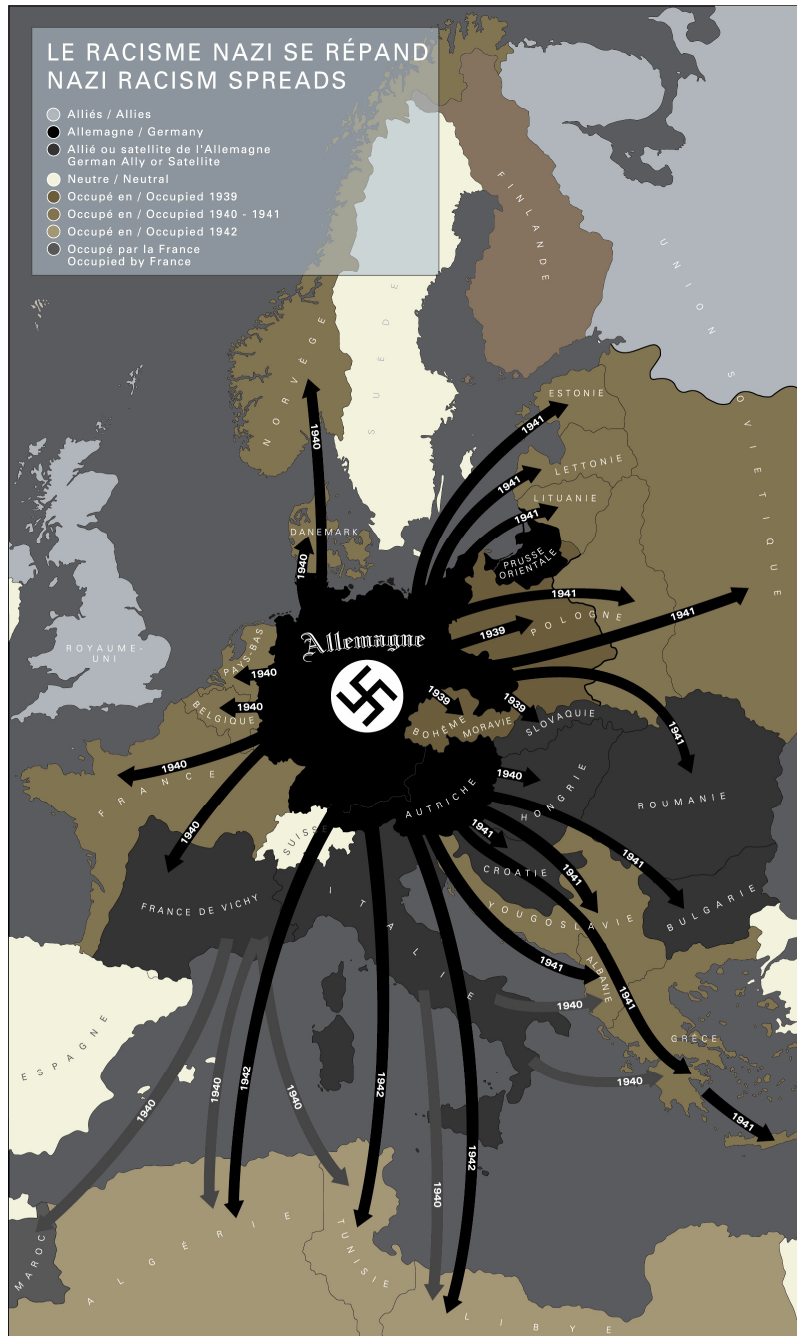 LE RACISME NAZI SE RÉPAND
NAZI RACISM SPREADS
Alliés / Allies
Allemagne / Germany
Allié ou satellite de l'Allemagne
German Ally or Satellite
Neutre / Neutral
Occupé en / Occupied 1939
Occupé en / Occupied 1940 - 1941
Occupé en / Occupied 1942
Occupé par la France
Occupied by France
FINLANDE
UNION SOVIETIQUE
SUÈDE
NORVÈGE
1940
ESTONIE
1941
LETTONIE
1941
LITUANIE
1941
DANEMARK
1940
PRUSSE
ORIENTALE
1941
1941
POLOGNE
1939
Allemagne
ROYAUME-
UNI
PAYS-BAS
1940
BELGIQUE
1940
1939
BOHÊME
MORAVIE
1939
SLOVAQUIE
1941
FRANCE
1940
1940
AUTRICHE
1940
HONGRIE
ROUMANIE
SUISSE
1941
1941
1941
CROATIE
FRANCE DE VICHY
ITALIE
YOUGOSLAVIE
BULGARIE
1941
ALBANIE
1941
1940
GRÈCE
1940
1941
ESPAGNE
1940
1940
1942
1940
1942
1940
1942
MAROC
ALGÉRIE
TUNISIE
LIBYE